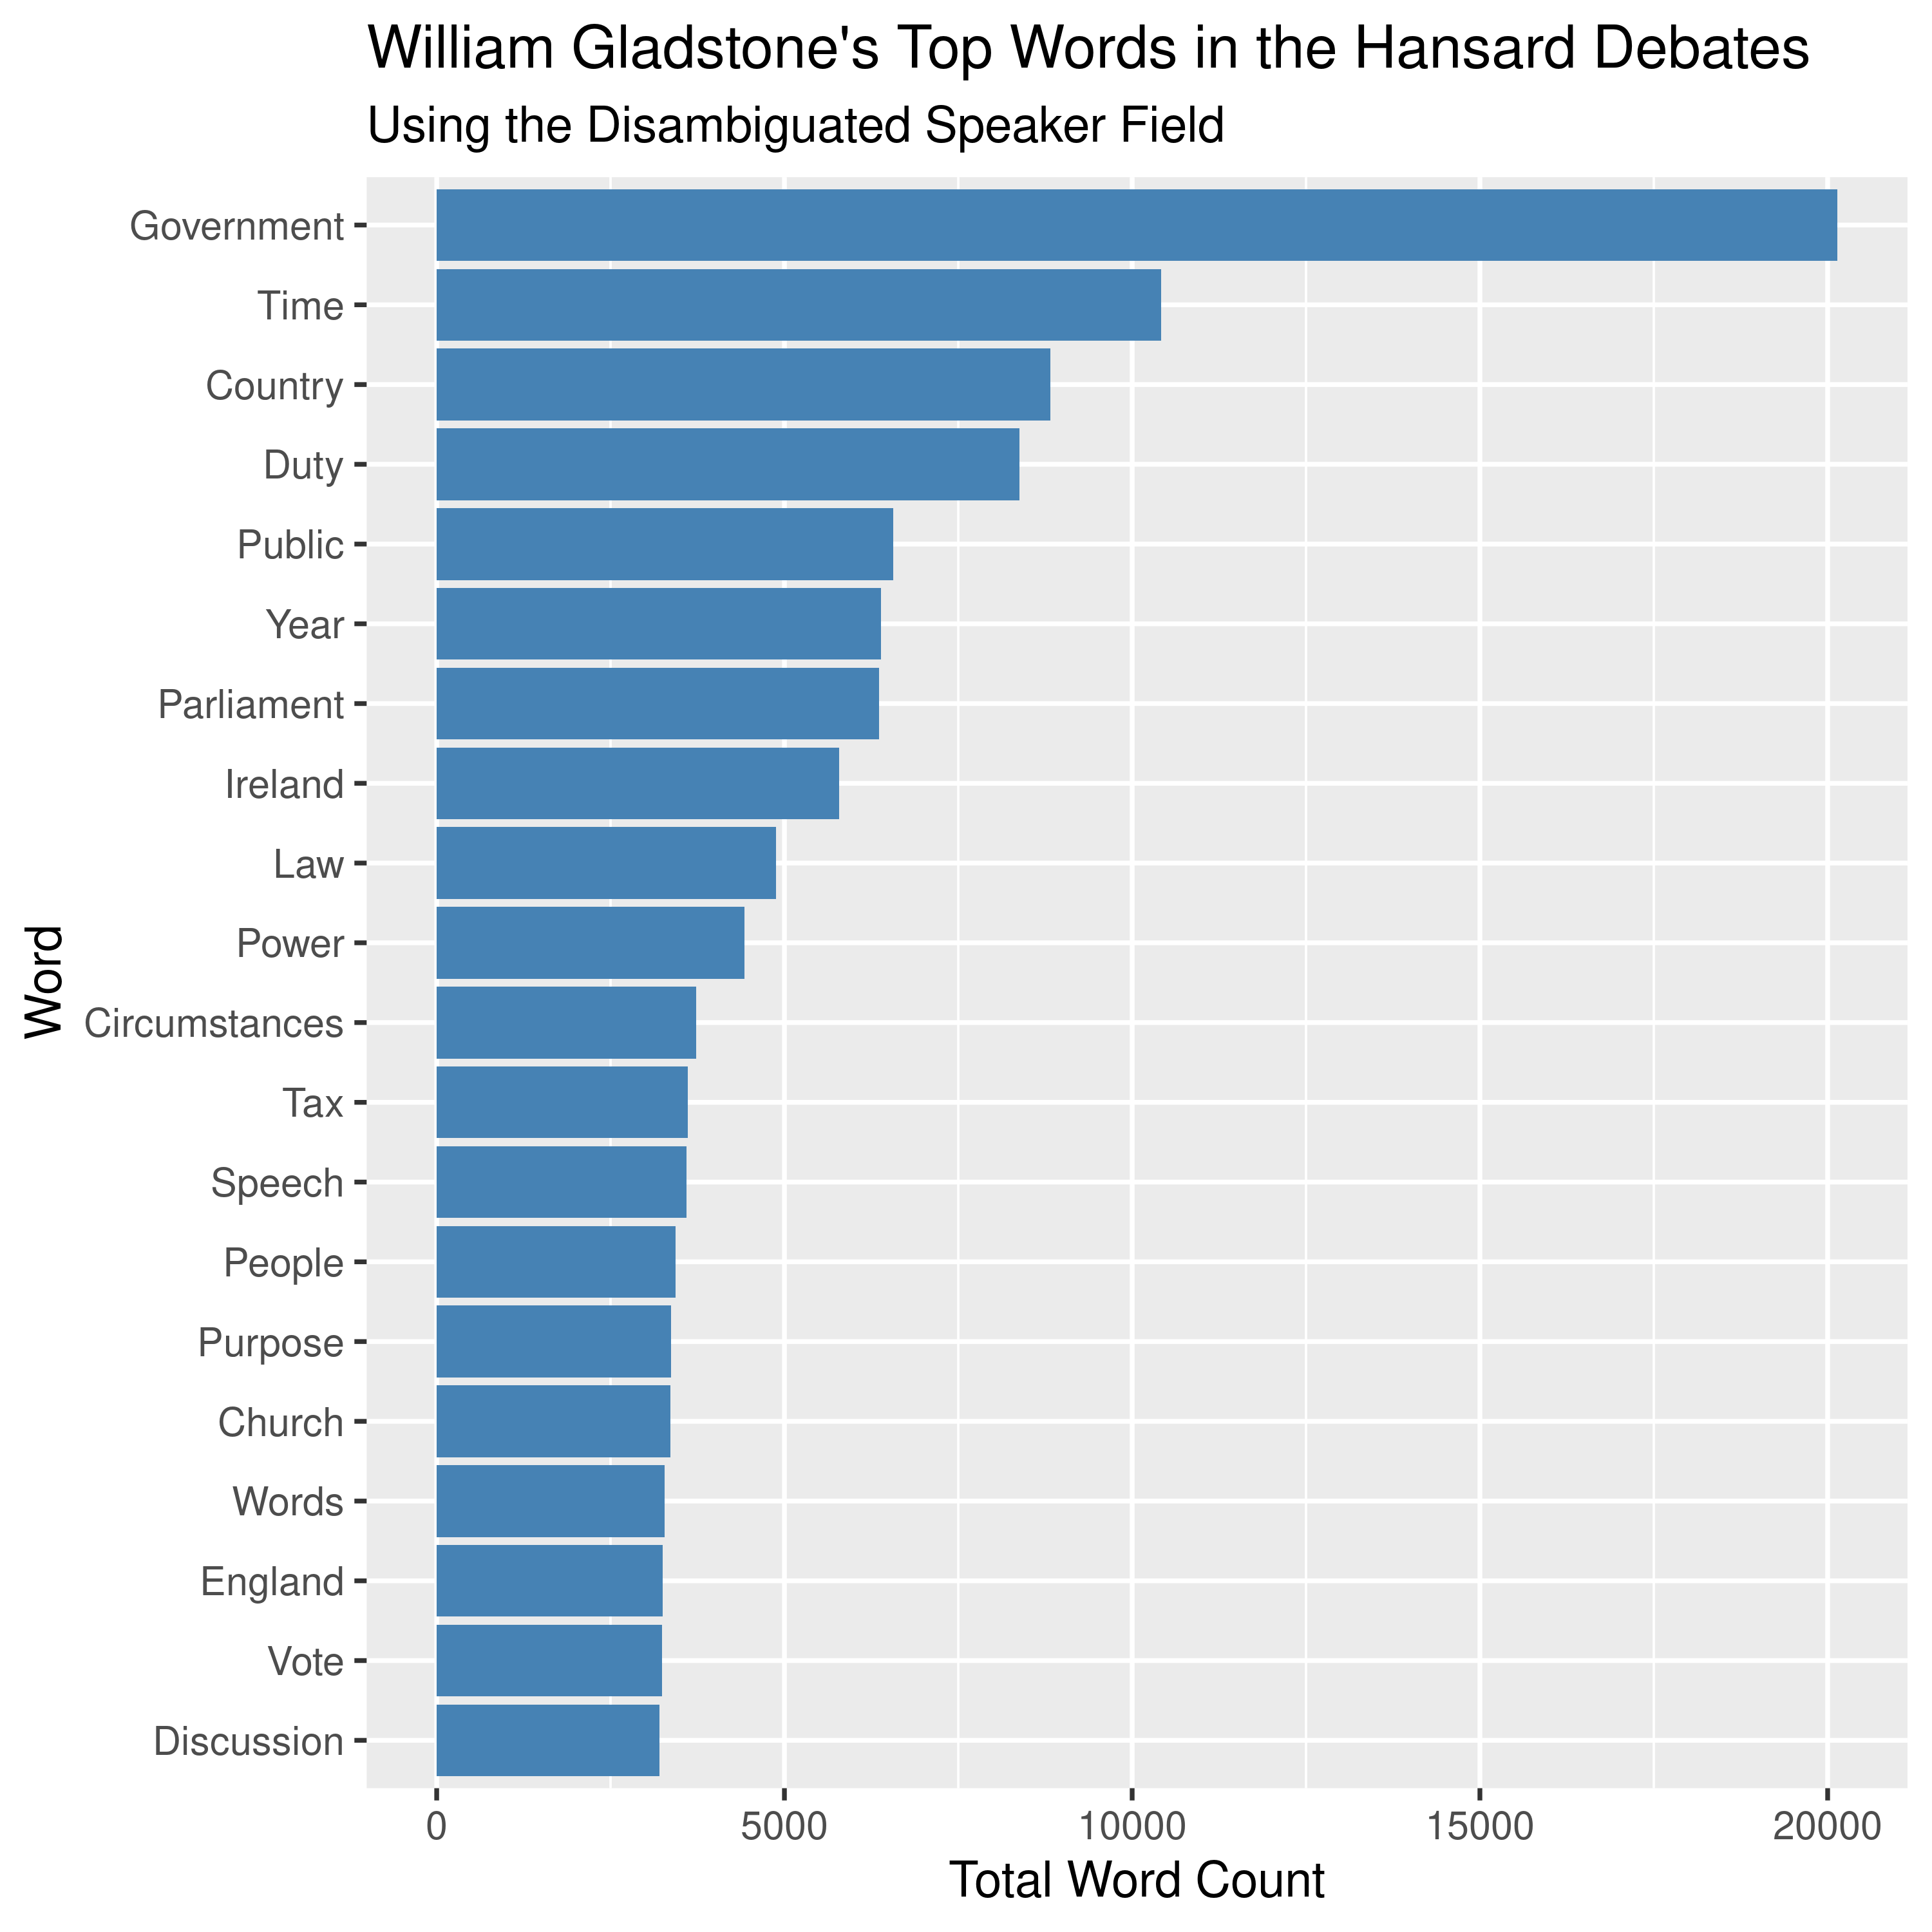 William Gladstone's Top Words in the Hansard Debates
Using the Disambiguated Speaker Field
Word
Government
Time
Country
Duty
Public
Year
Parliament
Ireland
Law
Power
Circumstances
Tax
Speech
People
Purpose
Church
Words
England
Vote
Discussion
0 5000 10000 15000 20000
Total Word Count